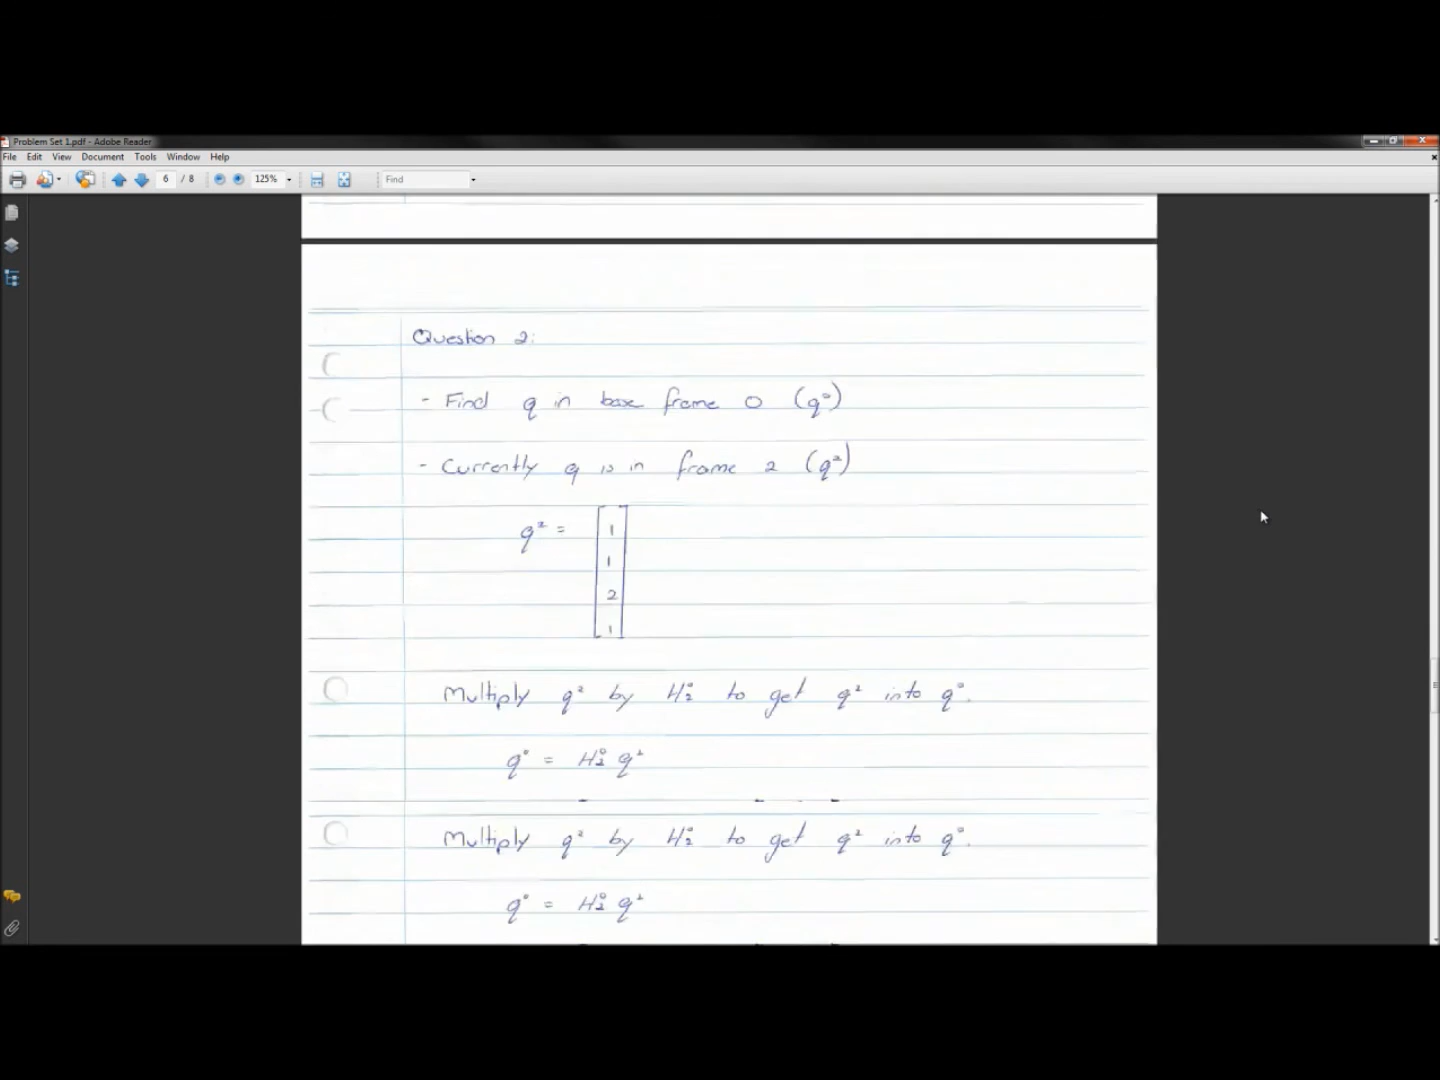 Problem Set 1.pdf - Adobe Reader
File Edit View Document Tools Window Help
6 / 8 125% Find
Question 2:
- Find q in base frame 0 (q⁰)
- Currently q is in frame 2 (q²)
q² = [1
1
2
1]
Multiply q² by H₂⁰ to get q² into q⁰.
q⁰ = H₂⁰ q²
Multiply q² by H₂⁰ to get q² into q⁰.
q⁰ = H₂⁰ q²